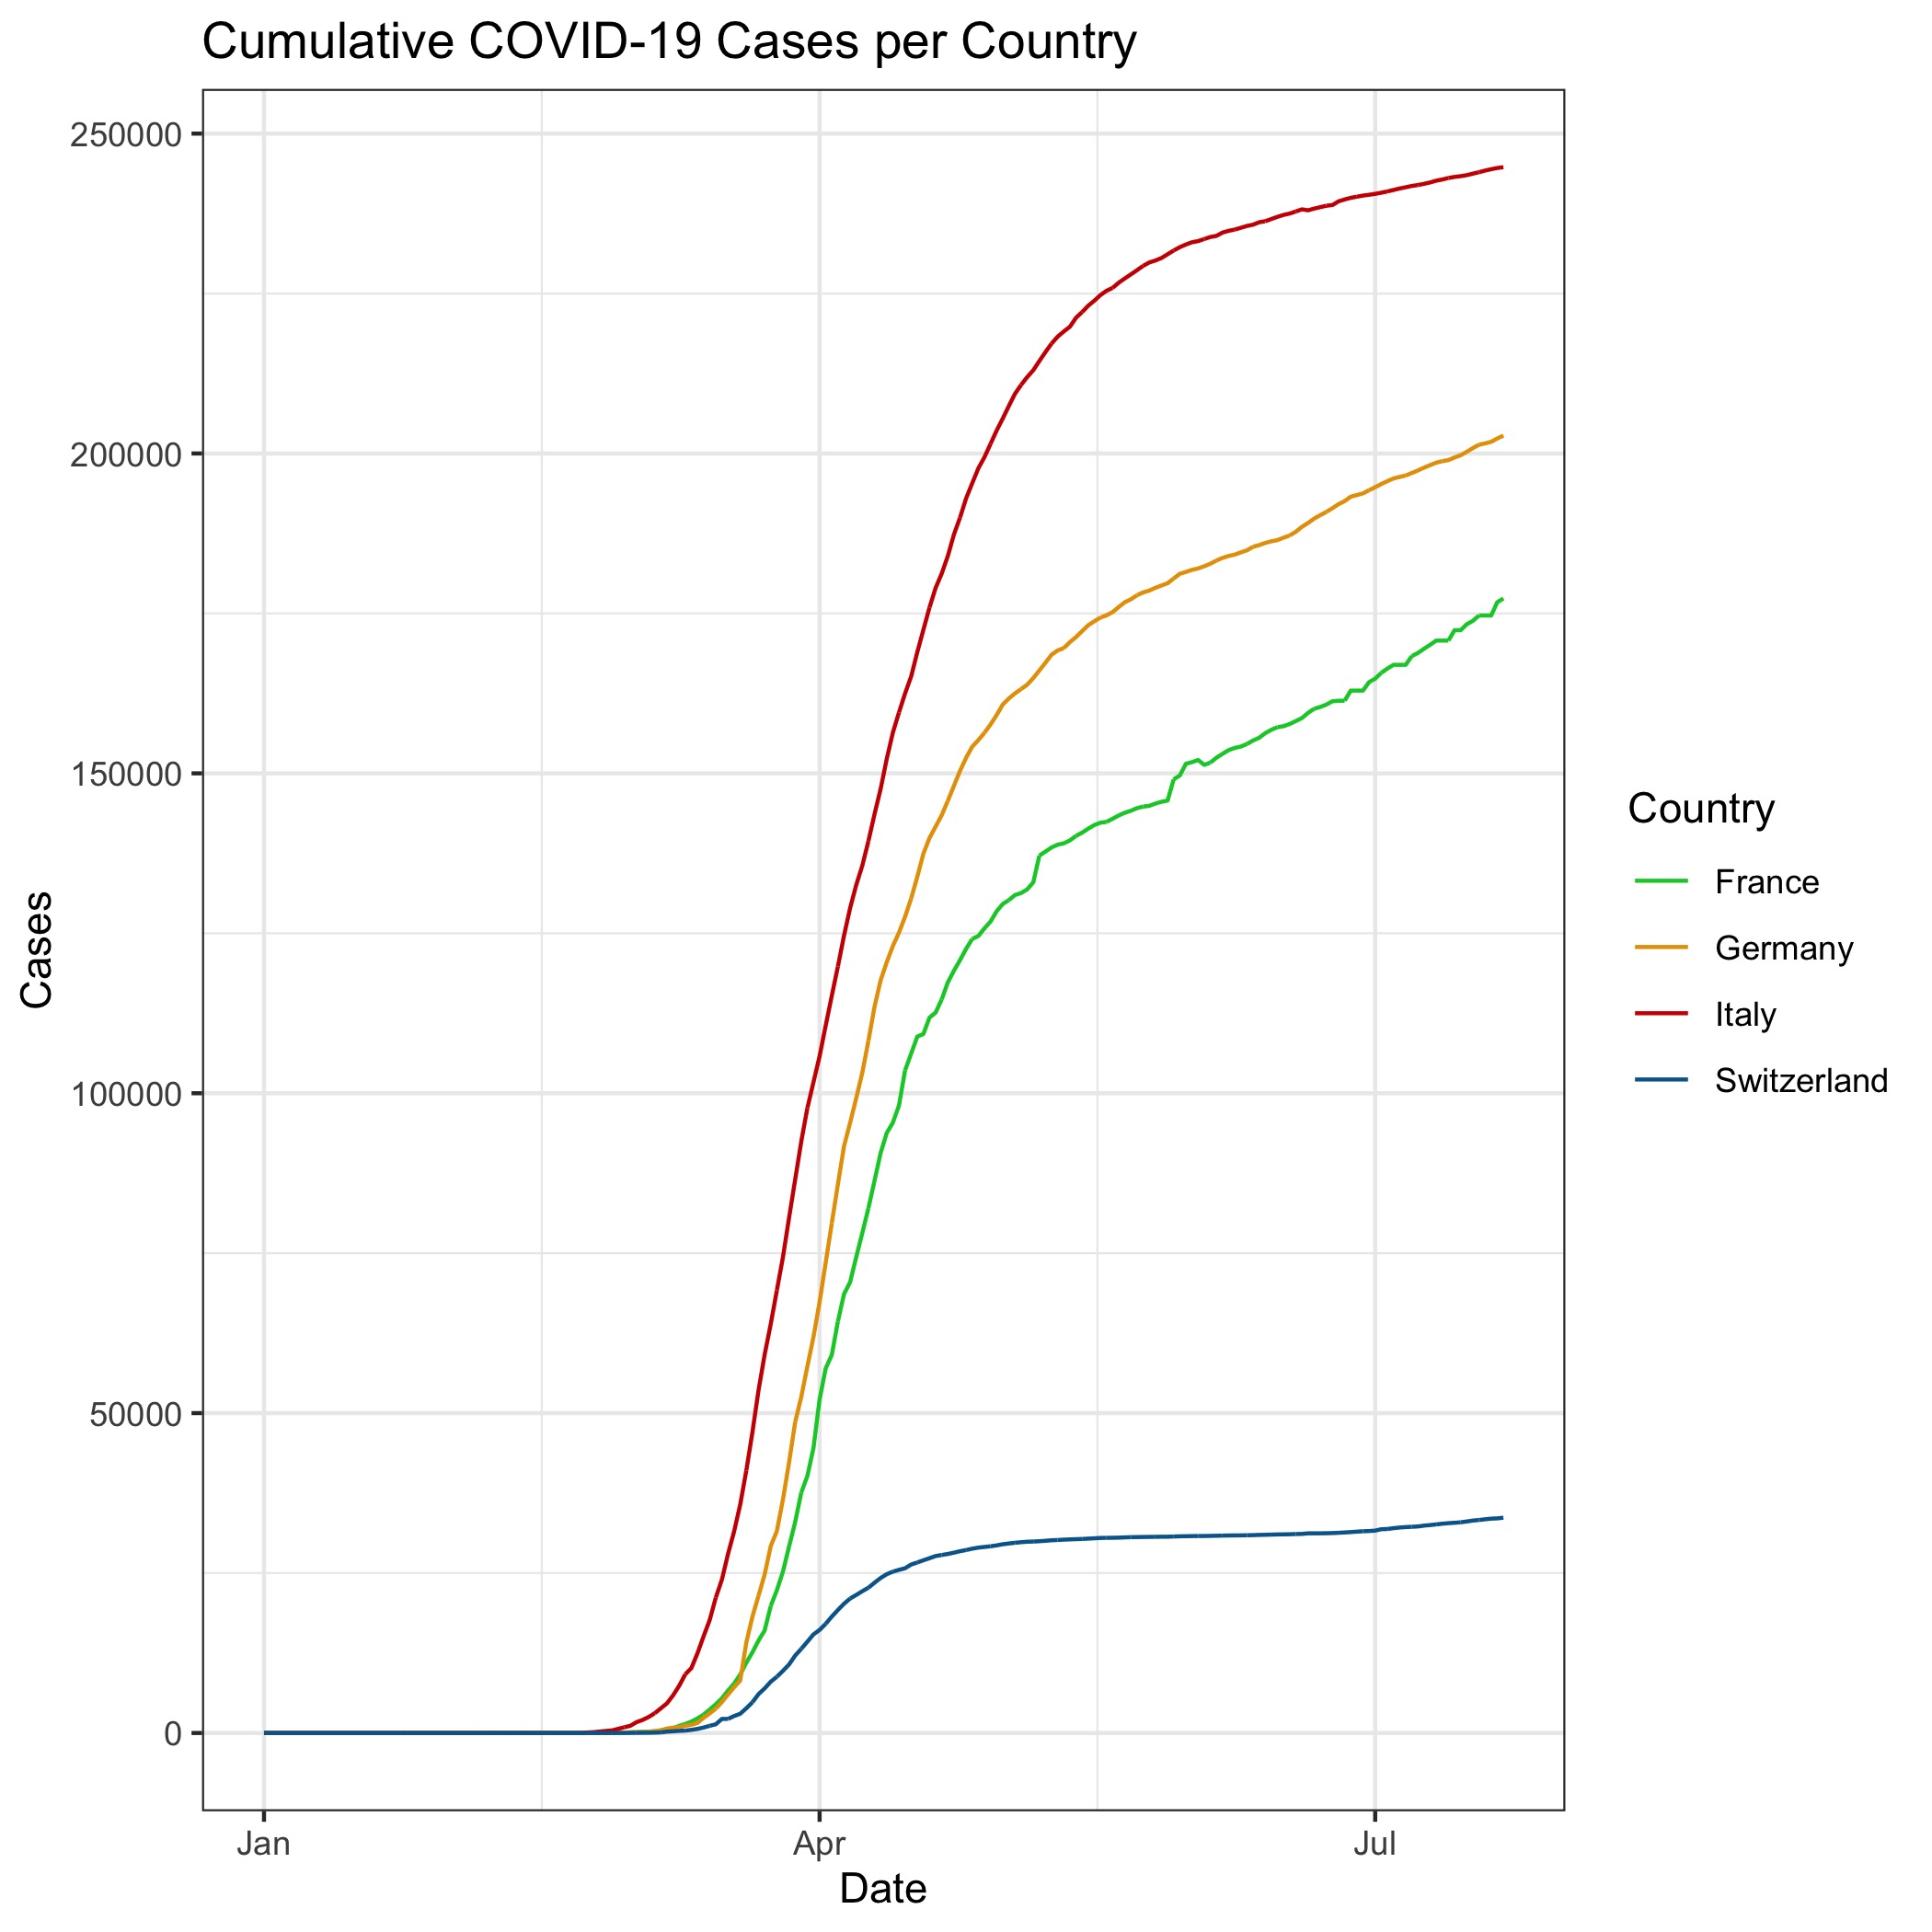 Cumulative COVID-19 Cases per Country
250000
200000
150000
100000
50000
0
Cases
Jan
Apr
Jul
Date
Country
France
Germany
Italy
Switzerland